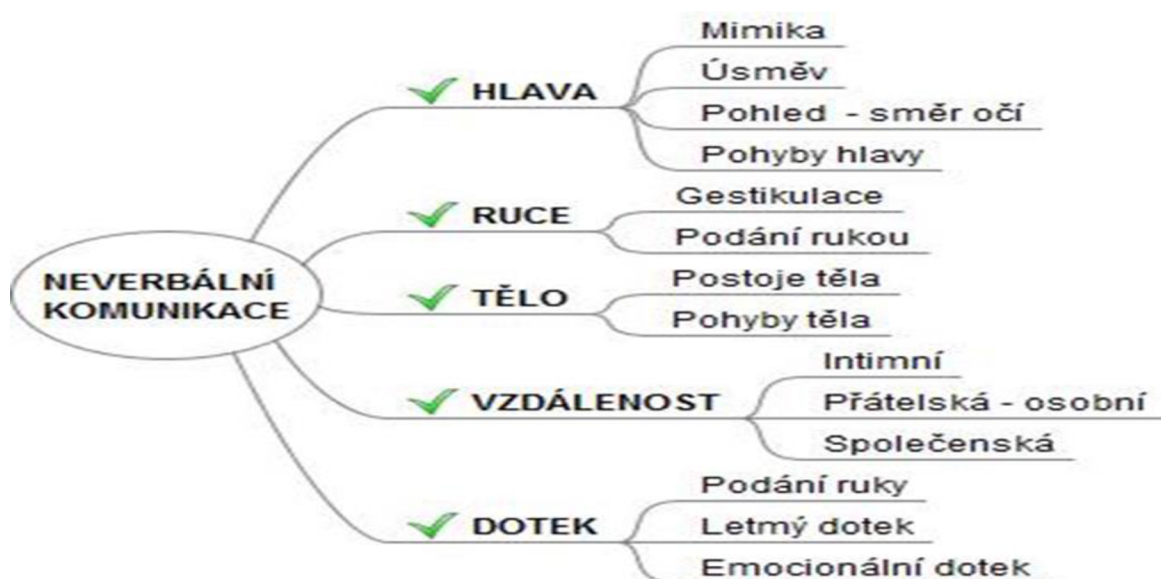 NEVERBÁLNÍ
KOMUNIKACE
HLAVA
Mimika
Úsměv
Pohled - směr očí
Pohyby hlavy
RUCE
Gestikulace
Podání rukou
TĚLO
Postoje těla
Pohyby těla
VZDÁLENOST
Intimní
Přátelská - osobní
Společenská
DOTEK
Podání ruky
Letmý dotek
Emocionální dotek